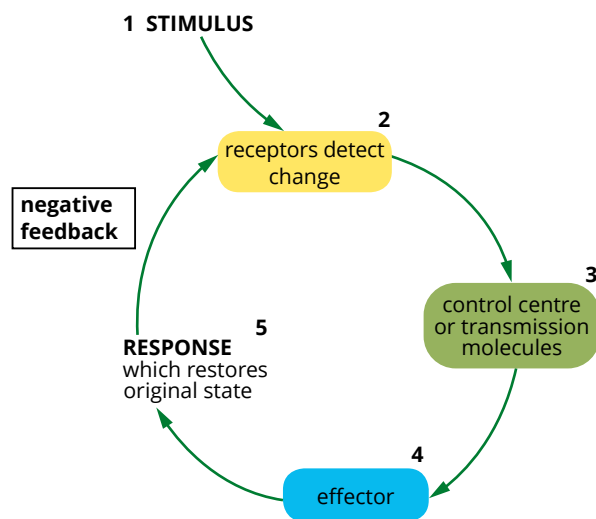 1 STIMULUS
2
receptors detect
change
3
control centre
or transmission
molecules
4
effector
5
RESPONSE
which restores
original state
negative
feedback